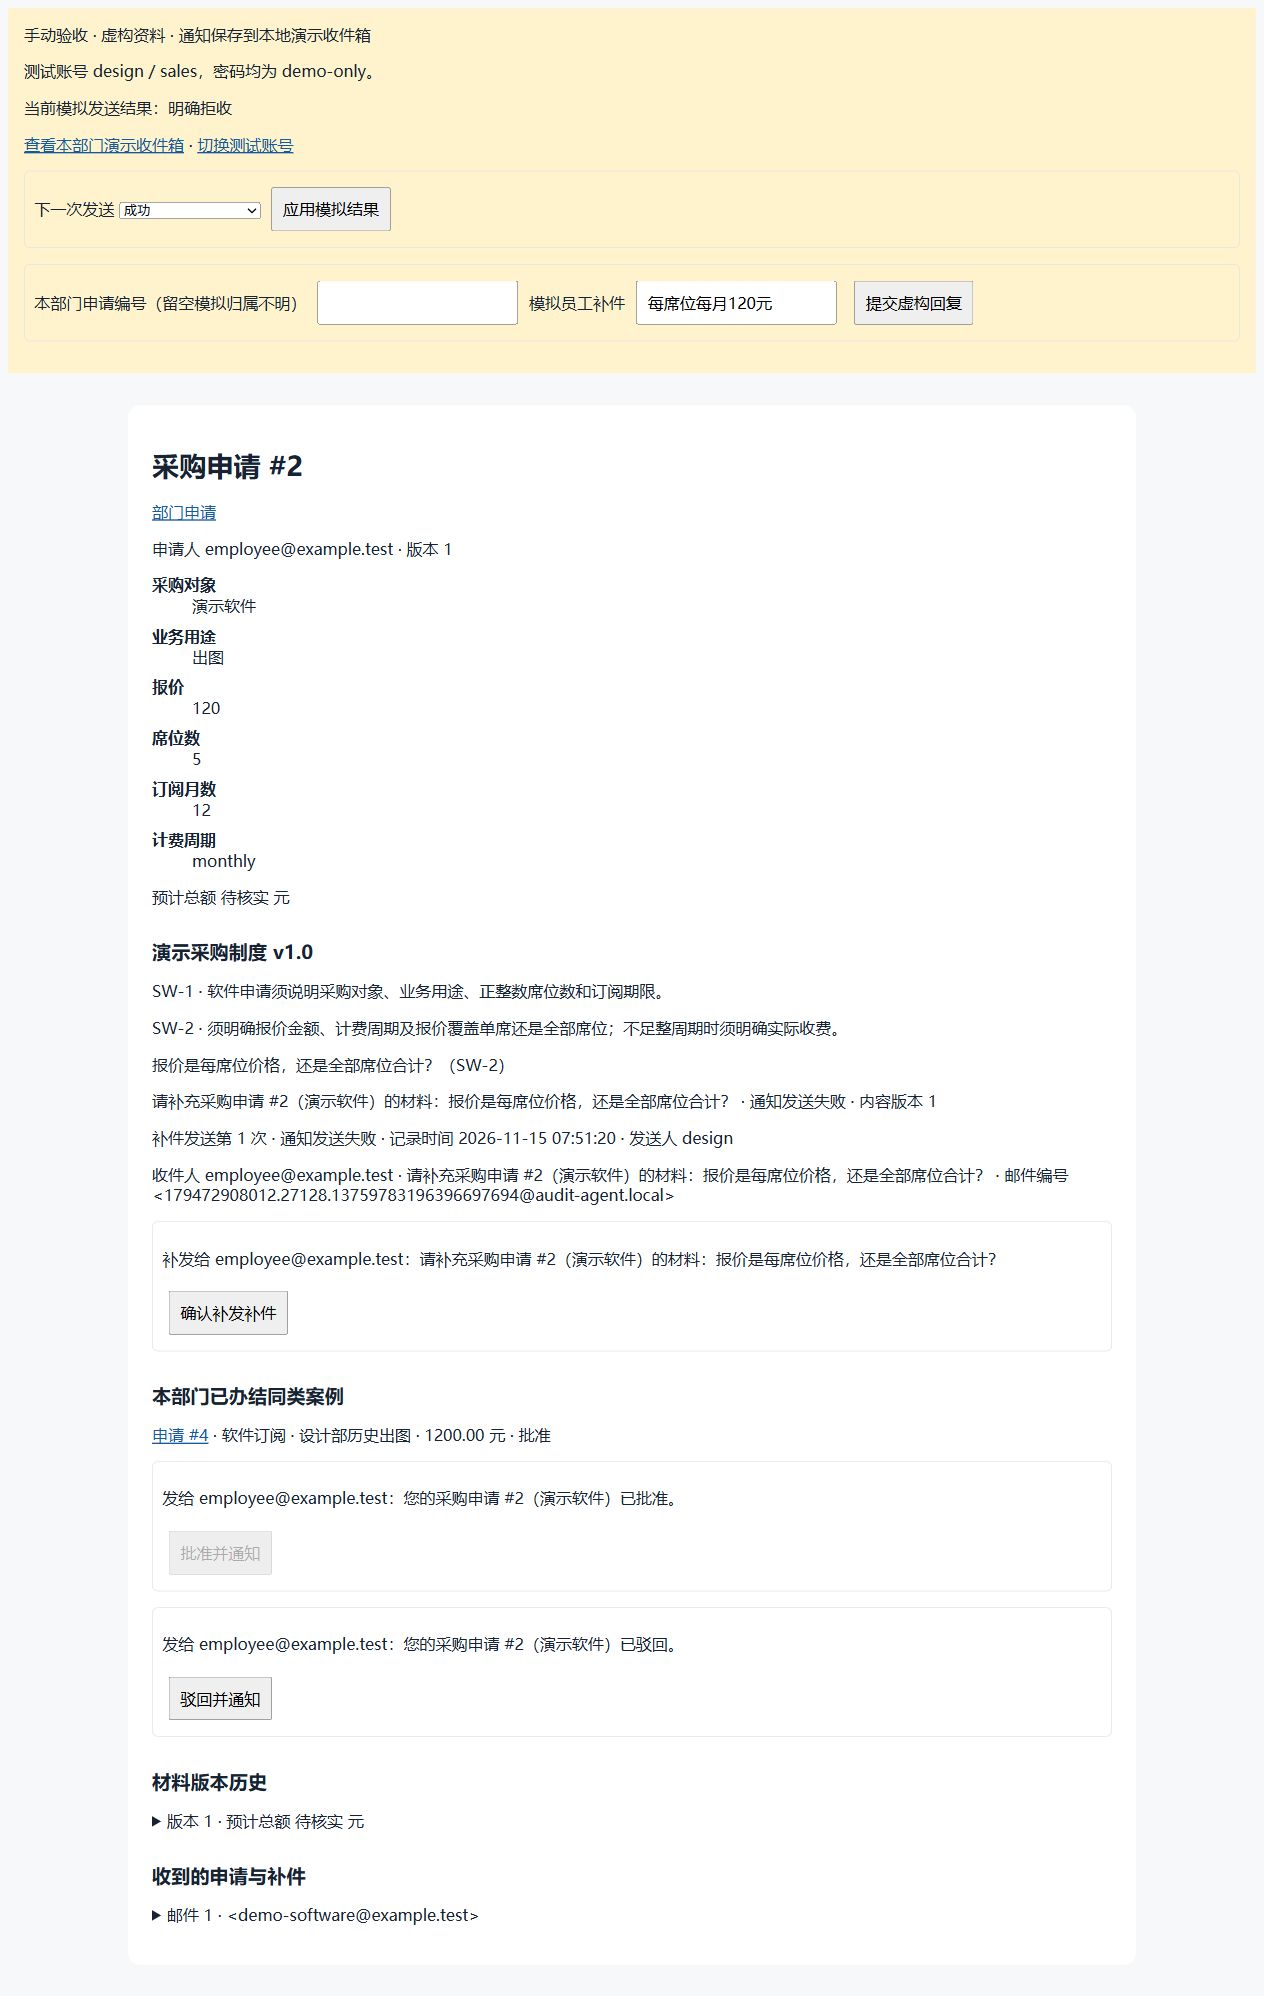 手动验收 · 虚构资料 · 通知保存到本地演示收件箱
测试账号 design / sales，密码均为 demo-only。
当前模拟发送结果：明确拒收
查看本部门演示收件箱 · 切换测试账号
下一次发送 成功 应用模拟结果
本部门申请编号（留空模拟归属不明） 模拟员工补件 每席位每月120元 提交虚构回复
采购申请 #2
部门申请
申请人 employee@example.test · 版本 1
采购对象
演示软件
业务用途
出图
报价
120
席位数
5
订阅月数
12
计费周期
monthly
预计总额 待核实 元
演示采购制度 v1.0
SW-1 · 软件申请须说明采购对象、业务用途、正整数席位数和订阅期限。
SW-2 · 须明确报价金额、计费周期及报价覆盖单席还是全部席位；不足整周期时须明确实际收费。
报价是每席位价格，还是全部席位合计？（SW-2）
请补充采购申请 #2（演示软件）的材料：报价是每席位价格，还是全部席位合计？ · 通知发送失败 · 内容版本 1
补件发送第 1 次 · 通知发送失败 · 记录时间 2026-11-15 07:51:20 · 发送人 design
收件人 employee@example.test · 请补充采购申请 #2（演示软件）的材料：报价是每席位价格，还是全部席位合计？ · 邮件编号
<179472908012.27128.13759783196396697694@audit-agent.local>
补发给 employee@example.test：请补充采购申请 #2（演示软件）的材料：报价是每席位价格，还是全部席位合计？
确认补发补件
本部门已办结同类案例
申请 #4 · 软件订阅 · 设计部历史出图 · 1200.00 元 · 批准
发给 employee@example.test：您的采购申请 #2（演示软件）已批准。
批准并通知
发给 employee@example.test：您的采购申请 #2（演示软件）已驳回。
驳回并通知
材料版本历史
▶ 版本 1 · 预计总额 待核实 元
收到的申请与补件
▶ 邮件 1 · <demo-software@example.test>